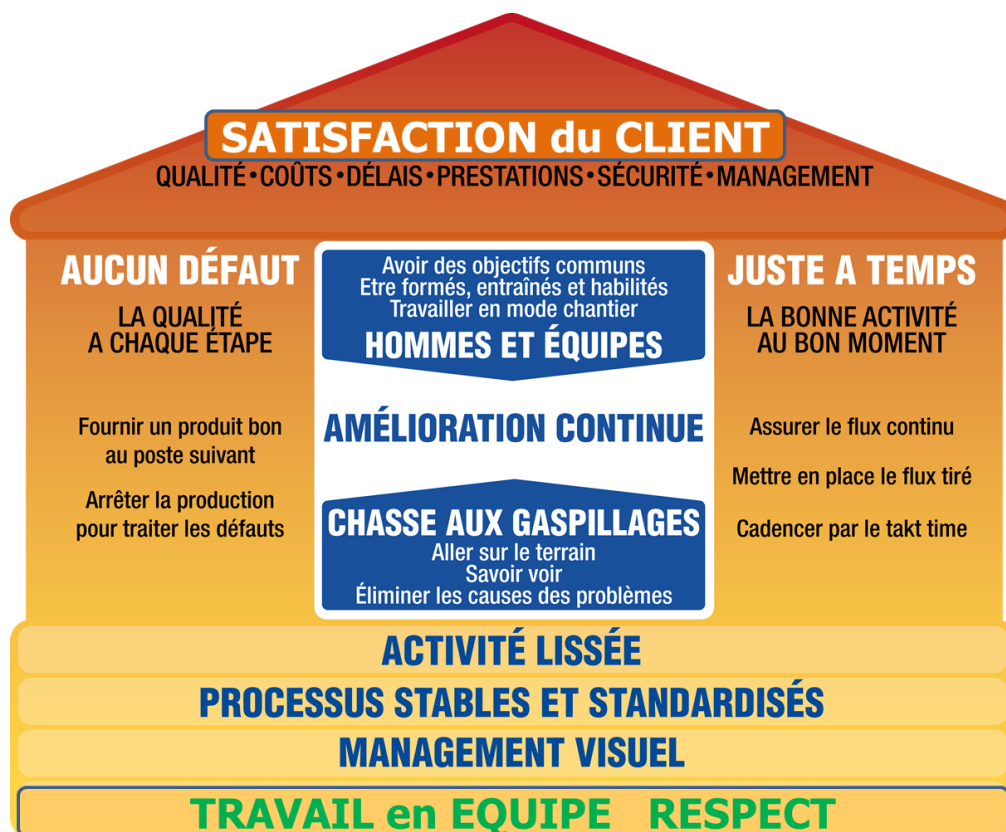 SATISFACTION du CLIENT
QUALITÉ•COÛTS•DÉLAIS•PRESTATIONS•SÉCURITÉ•MANAGEMENT
AUCUN DÉFAUT
LA QUALITÉ
A CHAQUE ÉTAPE
Fournir un produit bon
au poste suivant
Arrêter la production
pour traiter les défauts
Avoir des objectifs communs
Etre formés, entraînés et habilités
Travailler en mode chantier
HOMMES ET ÉQUIPES
AMÉLIORATION CONTINUE
CHASSE AUX GASPILLAGES
Aller sur le terrain
Savoir voir
Éliminer les causes des problèmes
JUSTE A TEMPS
LA BONNE ACTIVITÉ
AU BON MOMENT
Assurer le flux continu
Mettre en place le flux tiré
Cadencer par le takt time
ACTIVITÉ LISSÉE
PROCESSUS STABLES ET STANDARDISÉS
MANAGEMENT VISUEL
TRAVAIL en EQUIPE RESPECT